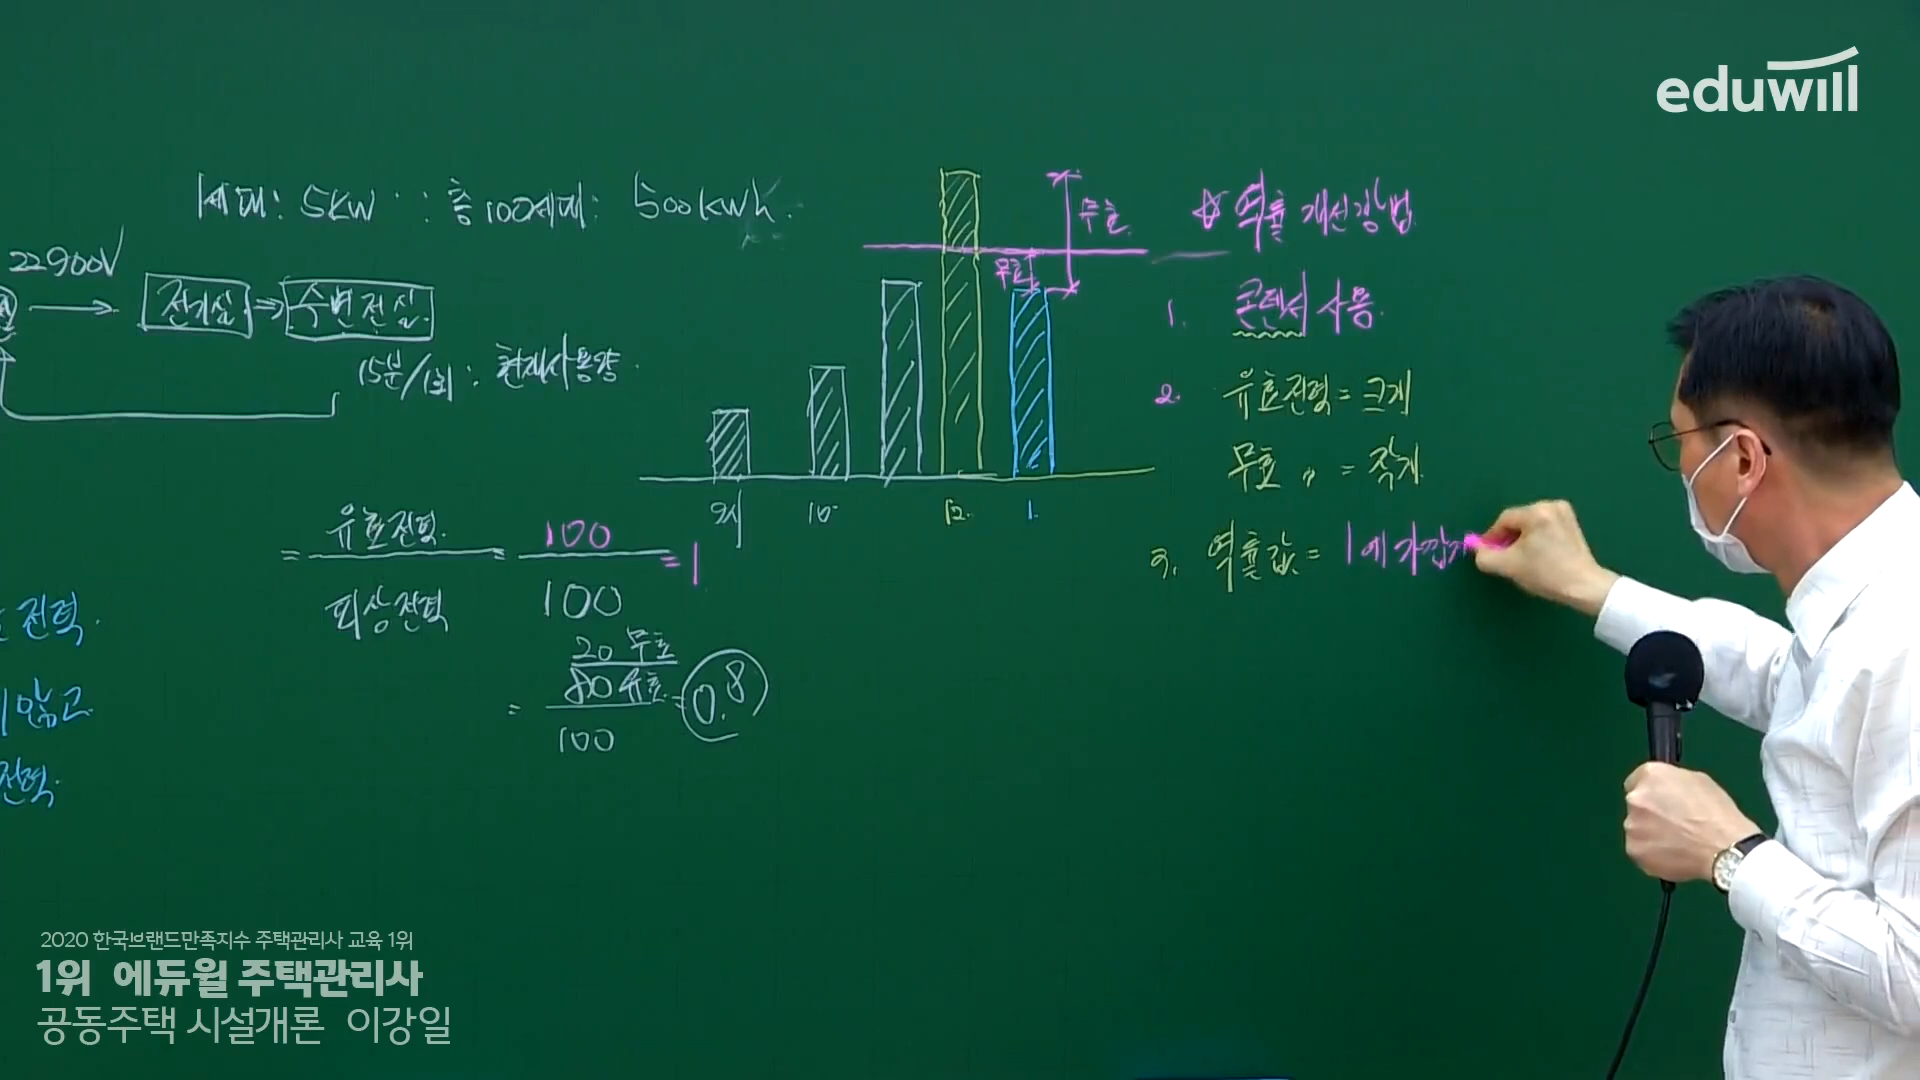 eduwill
1세대: 5KW ∴ 총100세대: 500KWh.
22900V
전기실 ⇒ 수변전실
15분/1회: 현재사용량
9시 10 12 1
무효
무효
☆ 역률 개선방법
1. 콘덴서 사용.
2. 유효전력 = 크게
무효 〃 = 작게
3. 역률값 = 1에 가깝게
= 유효전력 / 피상전력 = 100 / 100 = 1
20 무효
= 80 유효 / 100 = 0.8
전력.
않고
전력.
2020 한국브랜드만족지수 주택관리사 교육 1위
1위 에듀윌 주택관리사
공동주택 시설개론 이강일